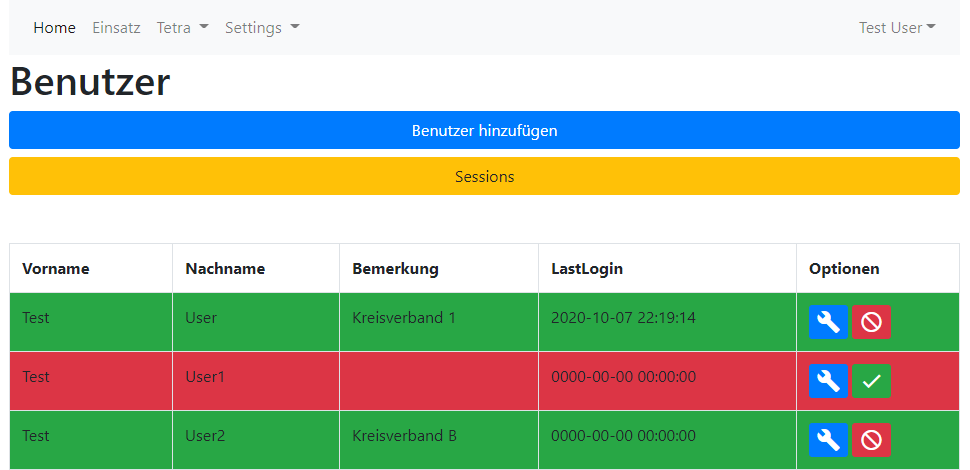 Home Einsatz Tetra Settings Test User
Benutzer
Benutzer hinzufügen
Sessions
Vorname Nachname Bemerkung LastLogin Optionen
Test User Kreisverband 1 2020-10-07 22:19:14
Test User1 0000-00-00 00:00:00
Test User2 Kreisverband B 0000-00-00 00:00:00